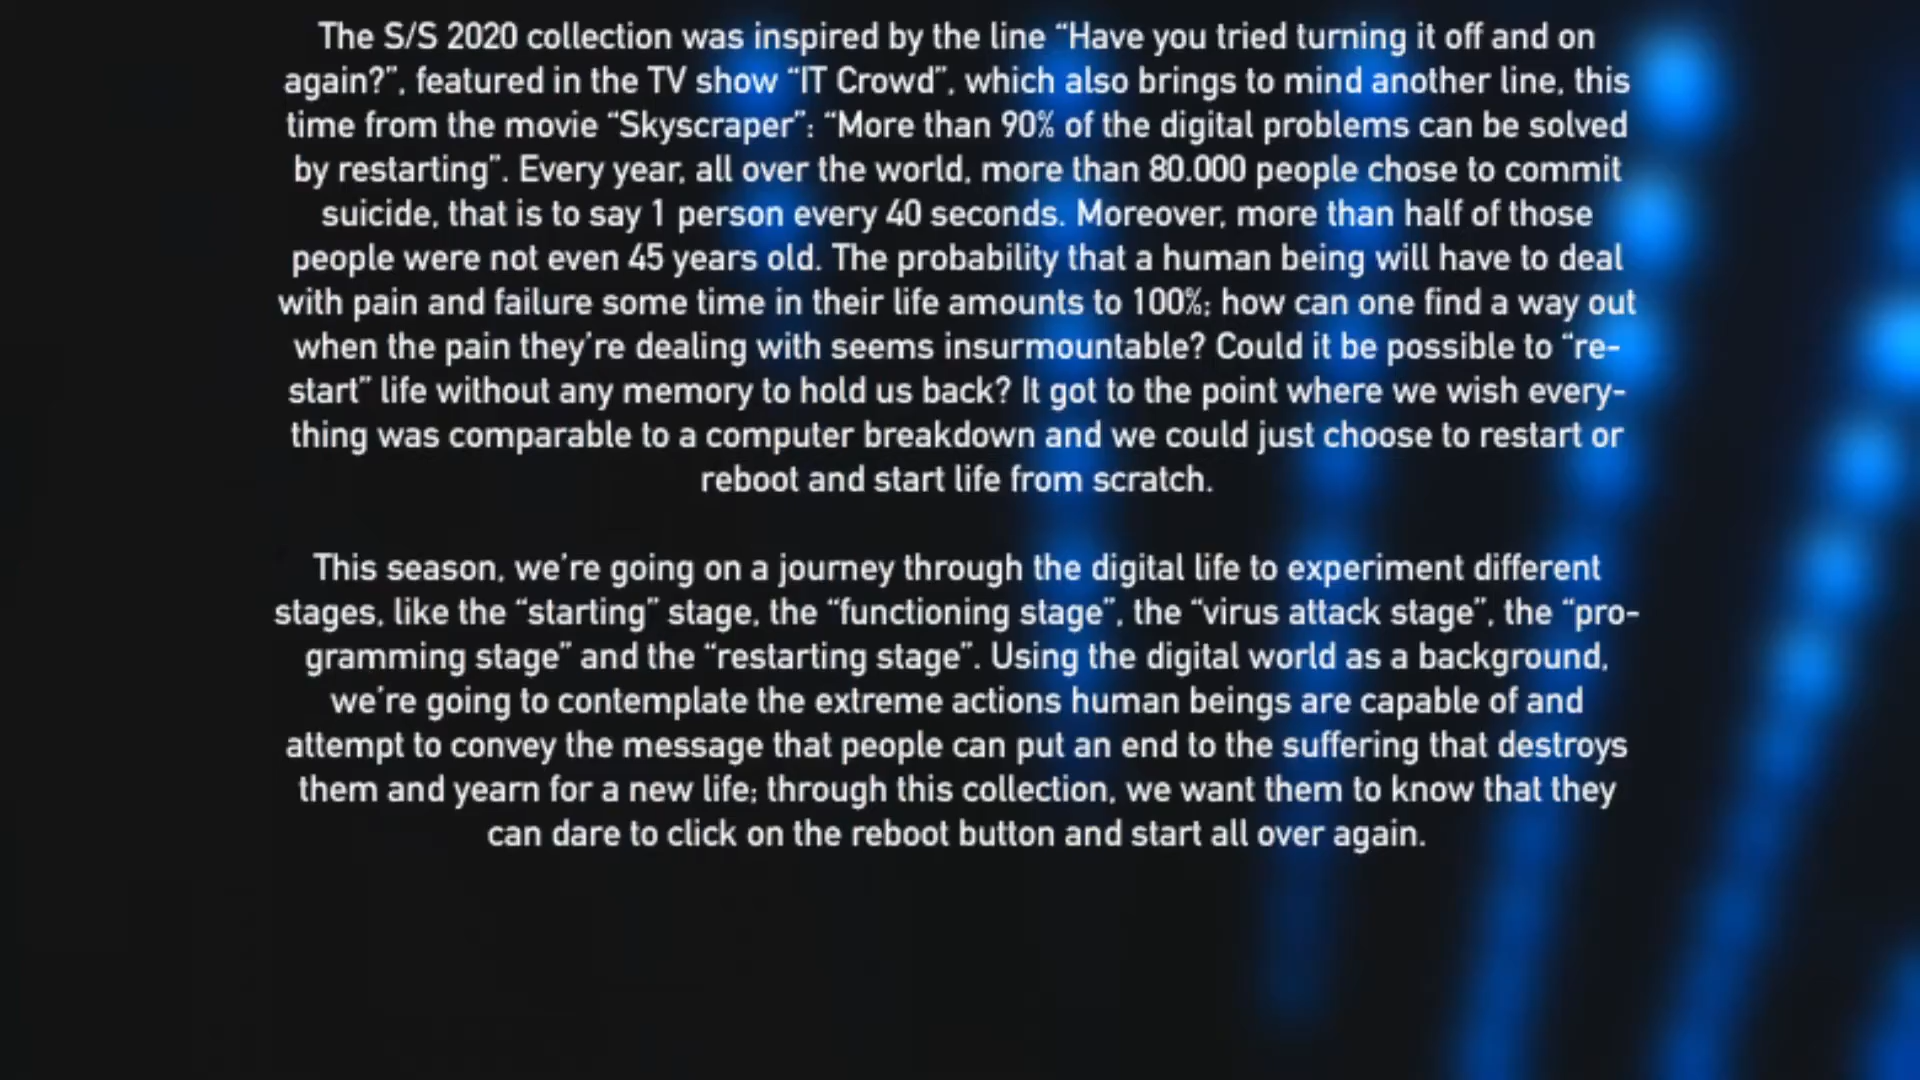 The S/S 2020 collection was inspired by the line “Have you tried turning it off and on
again?”, featured in the TV show “IT Crowd”, which also brings to mind another line, this
time from the movie “Skyscraper”: “More than 90% of the digital problems can be solved
by restarting”. Every year, all over the world, more than 80.000 people chose to commit
suicide, that is to say 1 person every 40 seconds. Moreover, more than half of those
people were not even 45 years old. The probability that a human being will have to deal
with pain and failure some time in their life amounts to 100%; how can one find a way out
when the pain they’re dealing with seems insurmountable? Could it be possible to “re-
start” life without any memory to hold us back? It got to the point where we wish every-
thing was comparable to a computer breakdown and we could just choose to restart or
reboot and start life from scratch.
This season, we’re going on a journey through the digital life to experiment different
stages, like the “starting” stage, the “functioning stage”, the “virus attack stage”, the “pro-
gramming stage” and the “restarting stage”. Using the digital world as a background,
we’re going to contemplate the extreme actions human beings are capable of and
attempt to convey the message that people can put an end to the suffering that destroys
them and yearn for a new life; through this collection, we want them to know that they
can dare to click on the reboot button and start all over again.